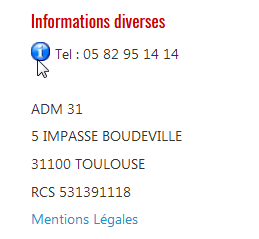 Informations diverses
Tel : 05 82 95 14 14
ADM 31
5 IMPASSE BOUDEVILLE
31100 TOULOUSE
RCS 531391118
Mentions Légales